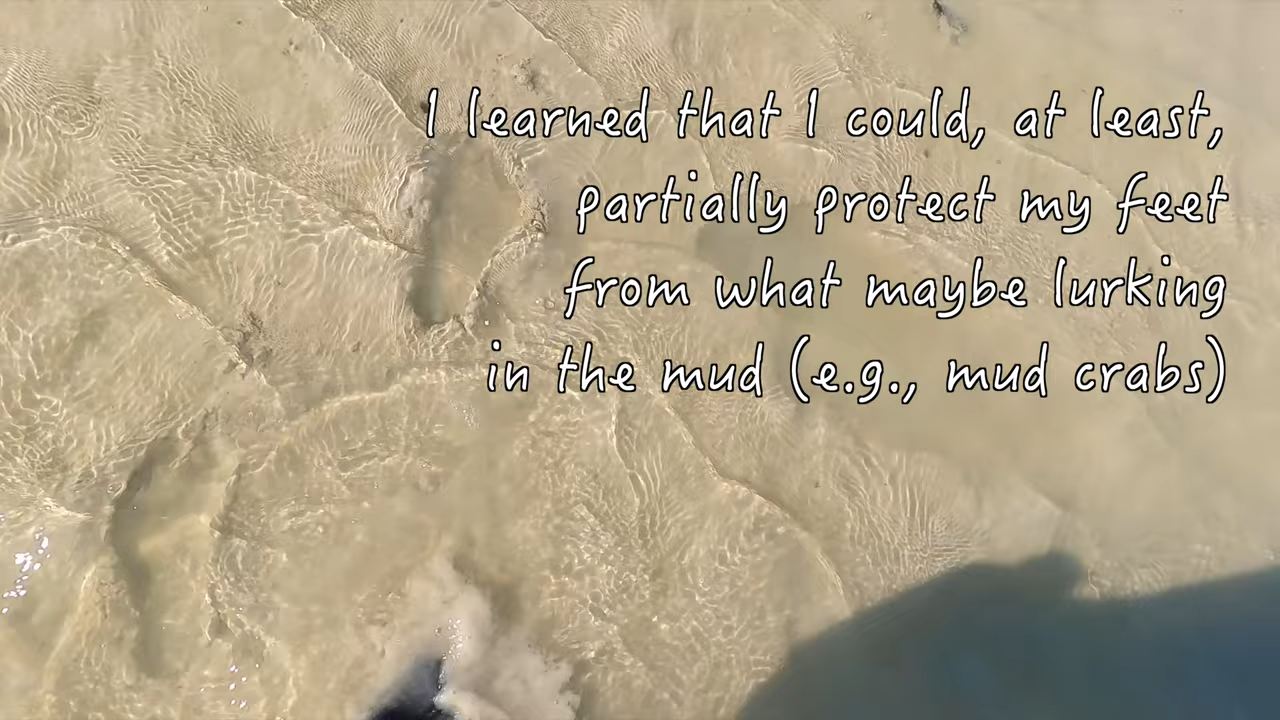 I learned that I could, at least,
partially protect my feet
from what maybe lurking
in the mud (e.g., mud crabs)